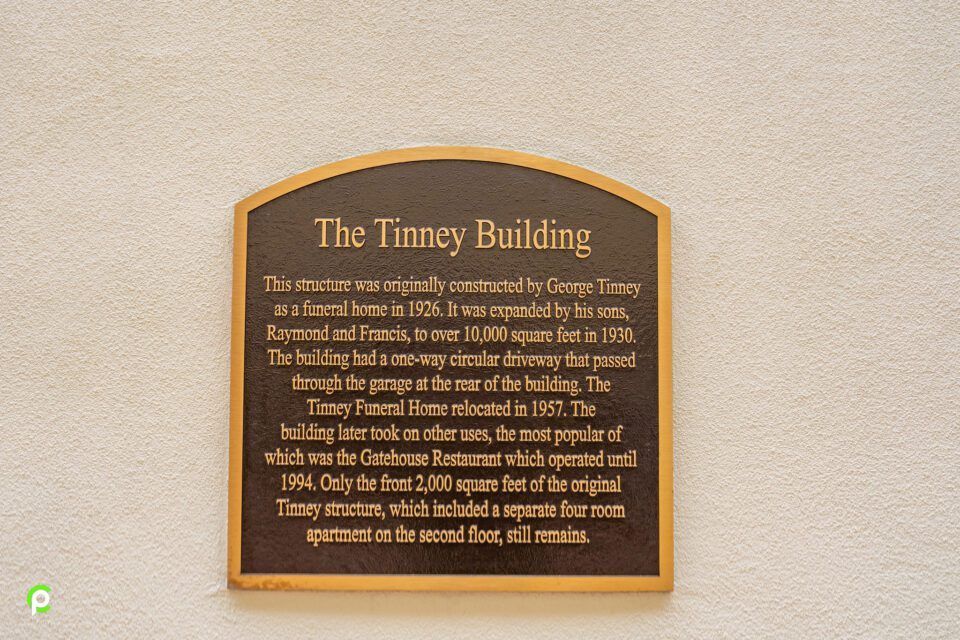 The Tinney Building
This structure was originally constructed by George Tinney
as a funeral home in 1926. It was expanded by his sons,
Raymond and Francis, to over 10,000 square feet in 1930.
The building had a one-way circular driveway that passed
through the garage at the rear of the building. The
Tinney Funeral Home relocated in 1957. The
building later took on other uses, the most popular of
which was the Gatehouse Restaurant which operated until
1994. Only the front 2,000 square feet of the original
Tinney structure, which included a separate four room
apartment on the second floor, still remains.
p